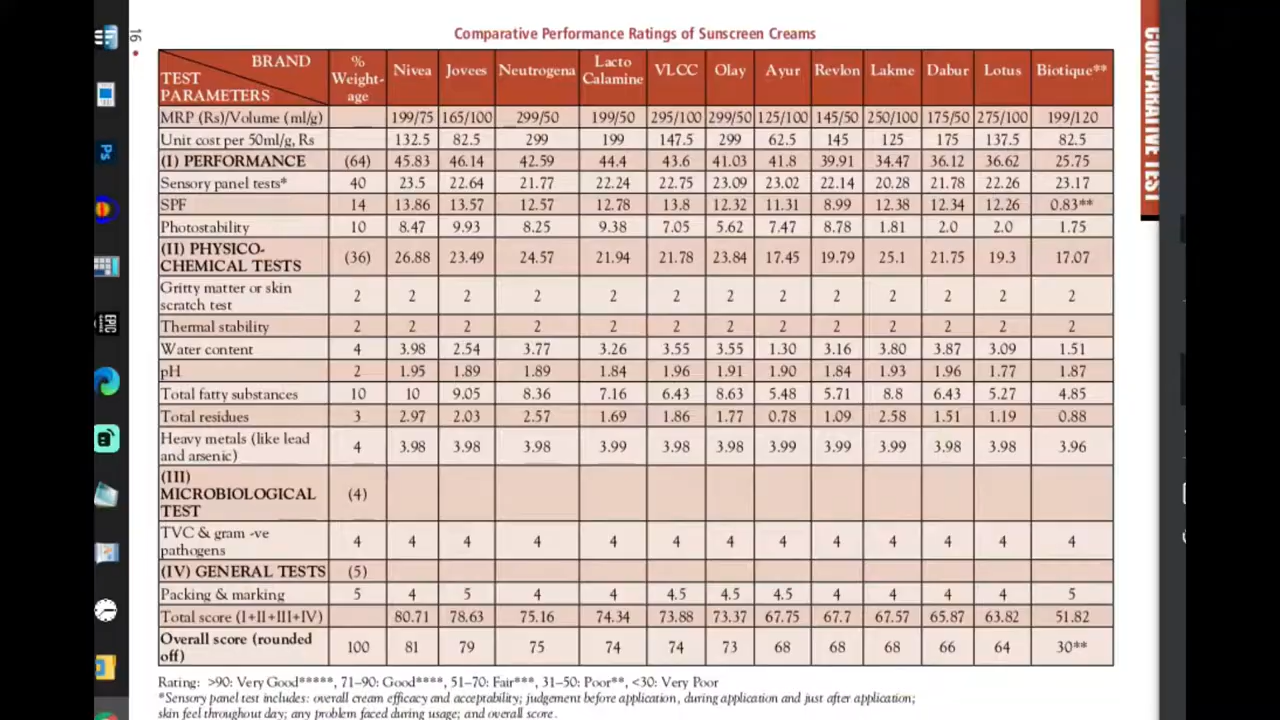 16 •
Comparative Performance Ratings of Sunscreen Creams
COMPARATIVE TEST
BRAND
TEST
PARAMETERS
%
Weight-
age
Nivea Jovees Neutrogena Lacto Calamine VLCC Olay Ayur Revlon Lakme Dabur Lotus Biotique**
MRP (Rs)/Volume (ml/g) 199/75 165/100 299/50 199/50 295/100 299/50 125/100 145/50 250/100 175/50 275/100 199/120
Unit cost per 50ml/g, Rs 132.5 82.5 299 199 147.5 299 62.5 145 125 175 137.5 82.5
(I) PERFORMANCE (64) 45.83 46.14 42.59 44.4 43.6 41.03 41.8 39.91 34.47 36.12 36.62 25.75
Sensory panel tests* 40 23.5 22.64 21.77 22.24 22.75 23.09 23.02 22.14 20.28 21.78 22.26 23.17
SPF 14 13.86 13.57 12.57 12.78 13.8 12.32 11.31 8.99 12.38 12.34 12.26 0.83**
Photostability 10 8.47 9.93 8.25 9.38 7.05 5.62 7.47 8.78 1.81 2.0 2.0 1.75
(II) PHYSICO-
CHEMICAL TESTS (36) 26.88 23.49 24.57 21.94 21.78 23.84 17.45 19.79 25.1 21.75 19.3 17.07
Gritty matter or skin
scratch test 2 2 2 2 2 2 2 2 2 2 2 2 2
Thermal stability 2 2 2 2 2 2 2 2 2 2 2 2 2
Water content 4 3.98 2.54 3.77 3.26 3.55 3.55 1.30 3.16 3.80 3.87 3.09 1.51
pH 2 1.95 1.89 1.89 1.84 1.96 1.91 1.90 1.84 1.93 1.96 1.77 1.87
Total fatty substances 10 10 9.05 8.36 7.16 6.43 8.63 5.48 5.71 8.8 6.43 5.27 4.85
Total residues 3 2.97 2.03 2.57 1.69 1.86 1.77 0.78 1.09 2.58 1.51 1.19 0.88
Heavy metals (like lead
and arsenic) 4 3.98 3.98 3.98 3.99 3.98 3.98 3.99 3.99 3.99 3.98 3.98 3.96
(III)
MICROBIOLOGICAL
TEST (4)
TVC & gram -ve
pathogens 4 4 4 4 4 4 4 4 4 4 4 4 4
(IV) GENERAL TESTS (5)
Packing & marking 5 4 5 4 4 4.5 4.5 4.5 4 4 4 4 5
Total score (I+II+III+IV) 80.71 78.63 75.16 74.34 73.88 73.37 67.75 67.7 67.57 65.87 63.82 51.82
Overall score (rounded
off) 100 81 79 75 74 74 73 68 68 68 66 64 30**
Rating: >90: Very Good*****, 71–90: Good****, 51–70: Fair***, 31–50: Poor**, <30: Very Poor
*Sensory panel test includes: overall cream efficacy and acceptability; judgement before application, during application and just after application;
skin feel throughout day; any problem faced during usage; and overall score.
Ps
EPIC